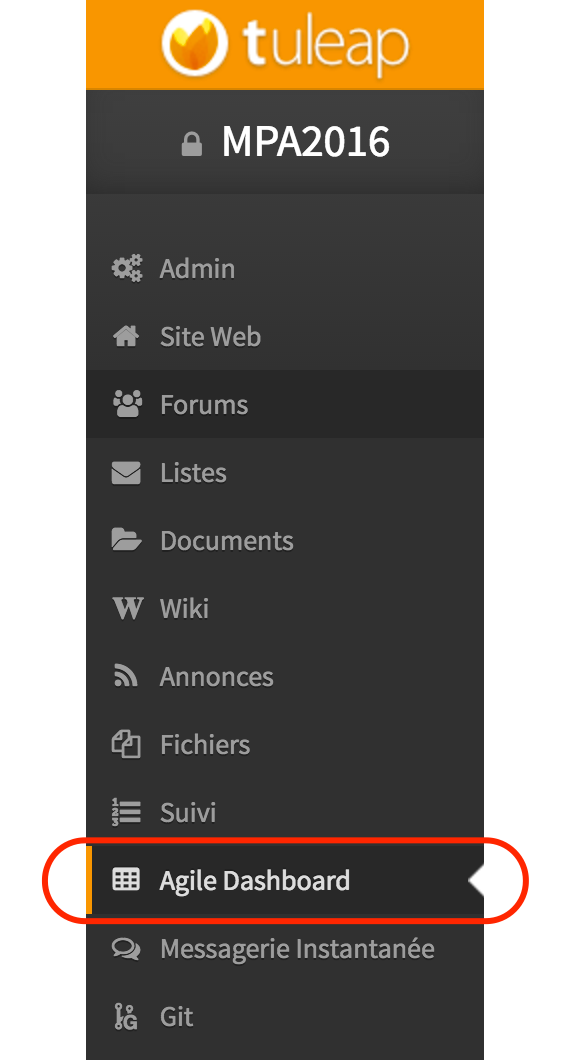 tuleap
MPA2016
Admin
Site Web
Forums
Listes
Documents
Wiki
Annonces
Fichiers
Suivi
Agile Dashboard
Messagerie Instantanée
Git